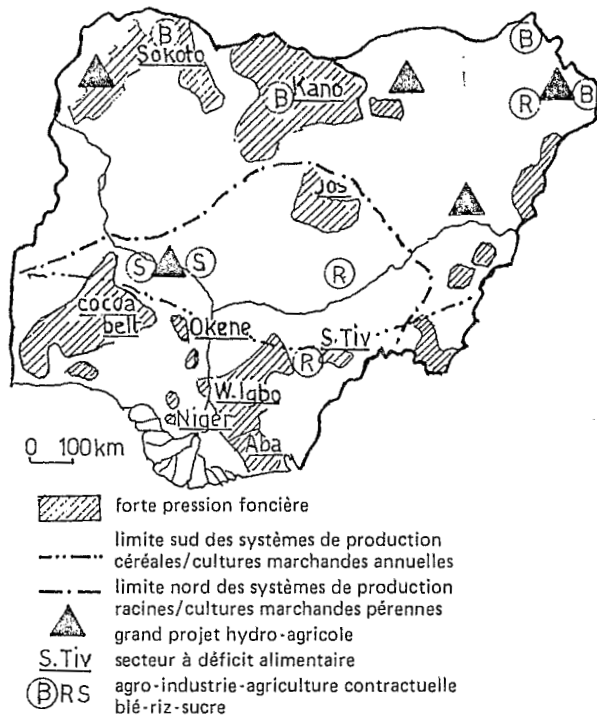 B
Sokoto
Kano
B
B
R
B
Jos
S
S
R
cocoa
belt
Okene
S.Tiv
R
W.Igbo
Niger
Aba
0 100km
forte pression foncière
limite sud des systèmes de production
céréales/cultures marchandes annuelles
limite nord des systèmes de production
racines/cultures marchandes pérennes
grand projet hydro-agricole
S.Tiv secteur à déficit alimentaire
B R S agro-industrie-agriculture contractuelle
blé-riz-sucre